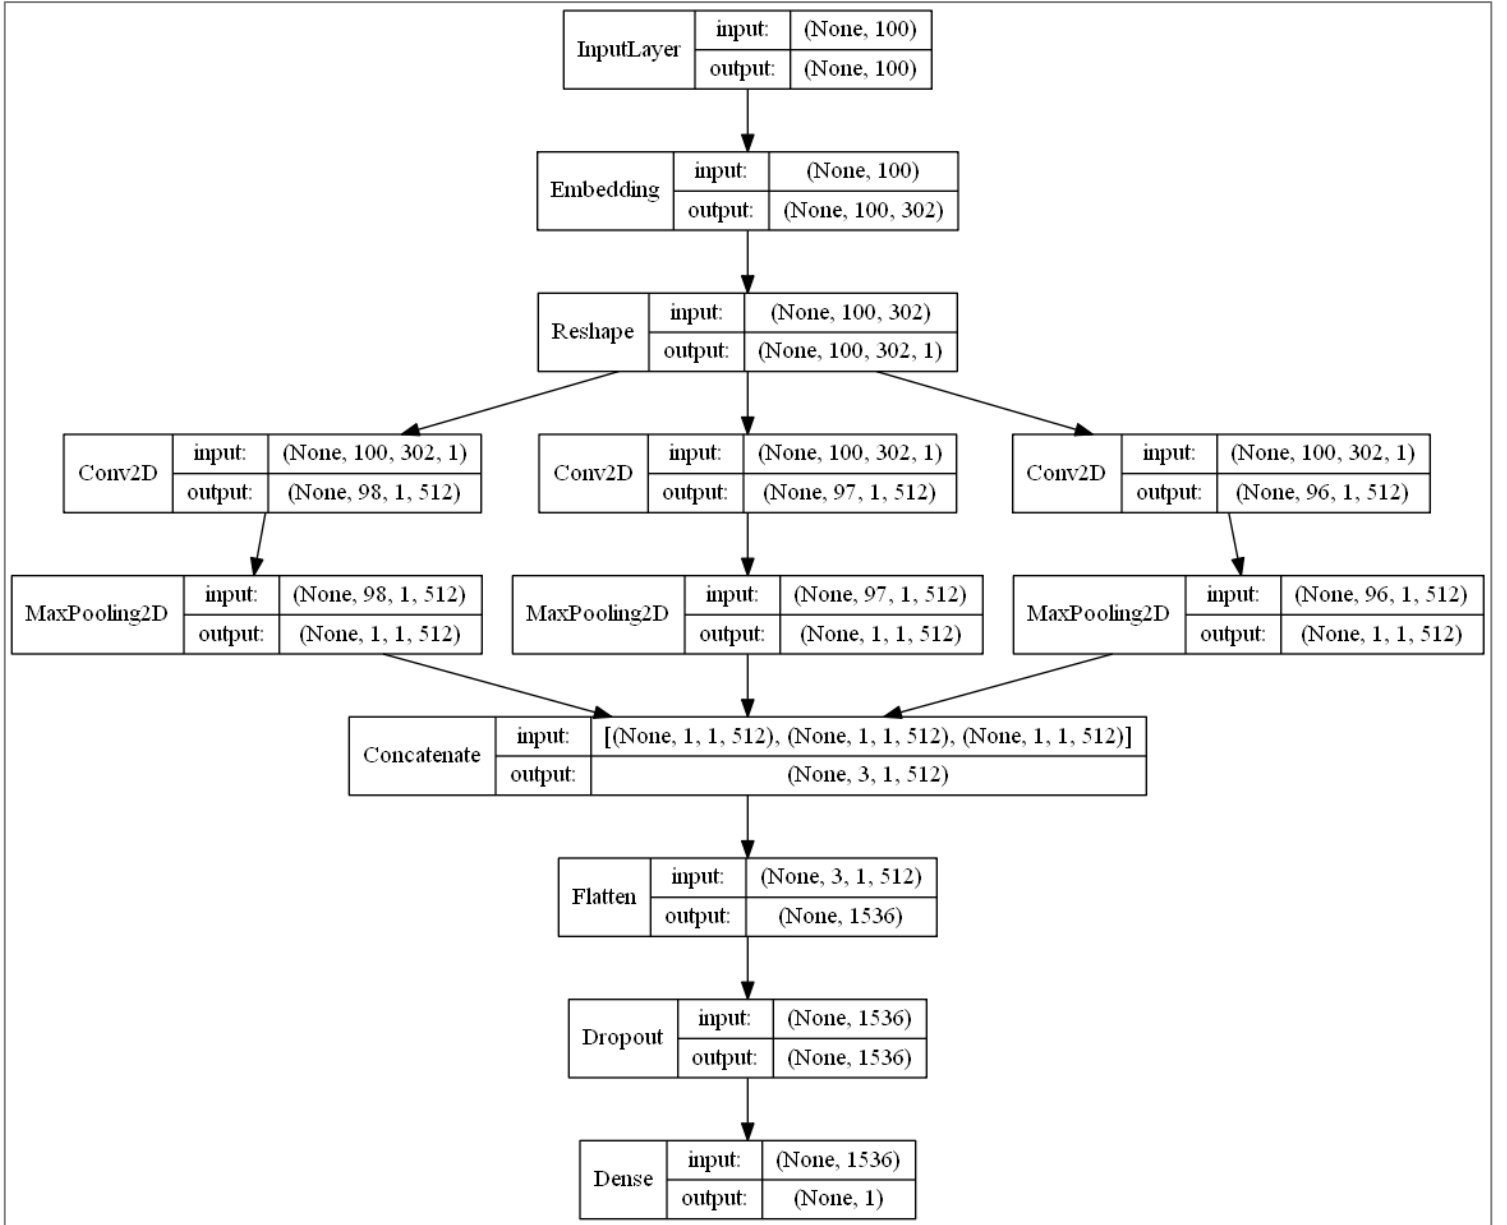 InputLayer
input: (None, 100)
output: (None, 100)
Embedding
input: (None, 100)
output: (None, 100, 302)
Reshape
input: (None, 100, 302)
output: (None, 100, 302, 1)
Conv2D
input: (None, 100, 302, 1)
output: (None, 98, 1, 512)
Conv2D
input: (None, 100, 302, 1)
output: (None, 97, 1, 512)
Conv2D
input: (None, 100, 302, 1)
output: (None, 96, 1, 512)
MaxPooling2D
input: (None, 98, 1, 512)
output: (None, 1, 1, 512)
MaxPooling2D
input: (None, 97, 1, 512)
output: (None, 1, 1, 512)
MaxPooling2D
input: (None, 96, 1, 512)
output: (None, 1, 1, 512)
Concatenate
input: [(None, 1, 1, 512), (None, 1, 1, 512), (None, 1, 1, 512)]
output: (None, 3, 1, 512)
Flatten
input: (None, 3, 1, 512)
output: (None, 1536)
Dropout
input: (None, 1536)
output: (None, 1536)
Dense
input: (None, 1536)
output: (None, 1)